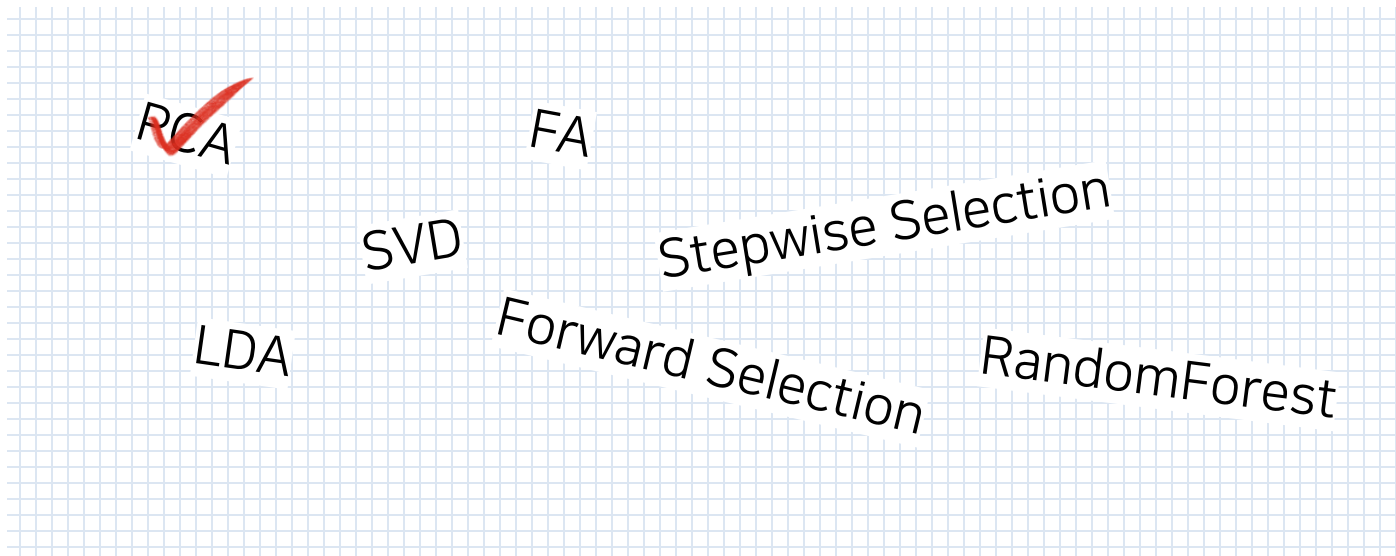 PCA
FA
Stepwise Selection
SVD
Forward Selection
LDA
RandomForest